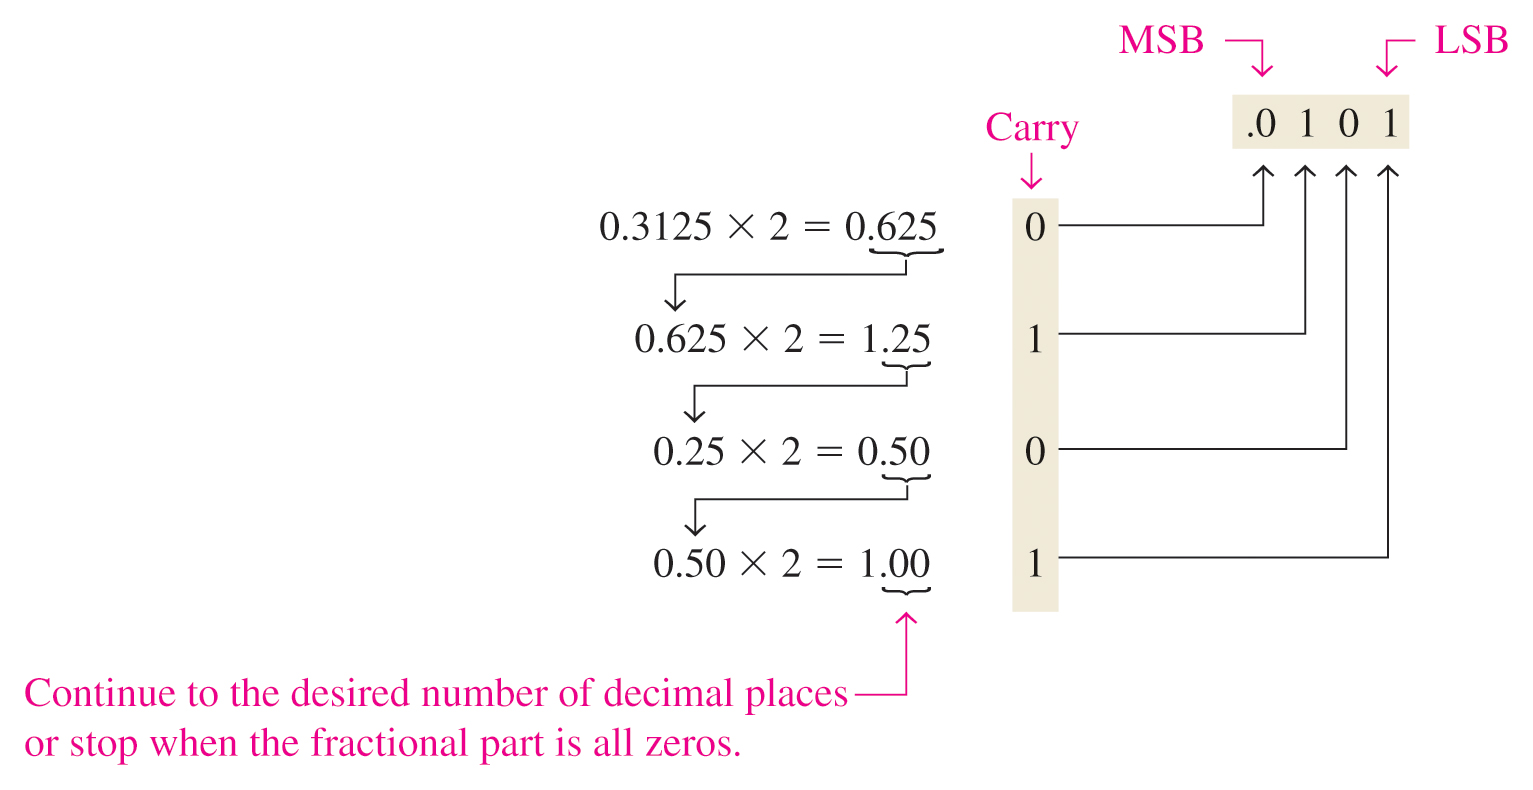 MSB LSB
.0 1 0 1
Carry
0.3125 × 2 = 0.625 0
0.625 × 2 = 1.25 1
0.25 × 2 = 0.50 0
0.50 × 2 = 1.00 1
Continue to the desired number of decimal places
or stop when the fractional part is all zeros.